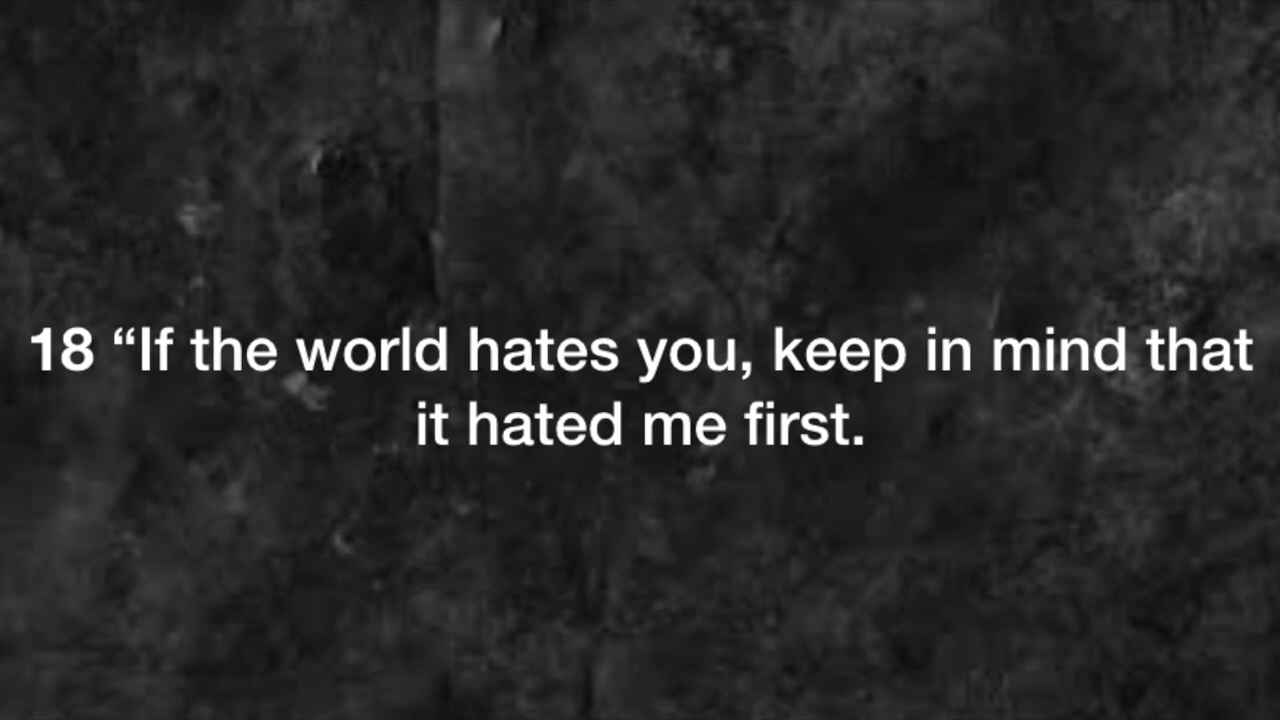 18 “If the world hates you, keep in mind that
it hated me first.